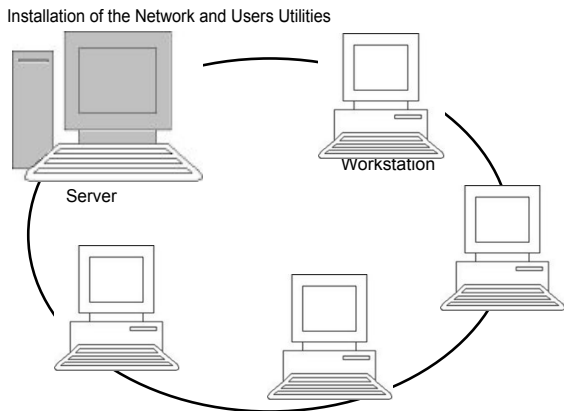 Installation of the Network and Users Utilities
Workstation
Server